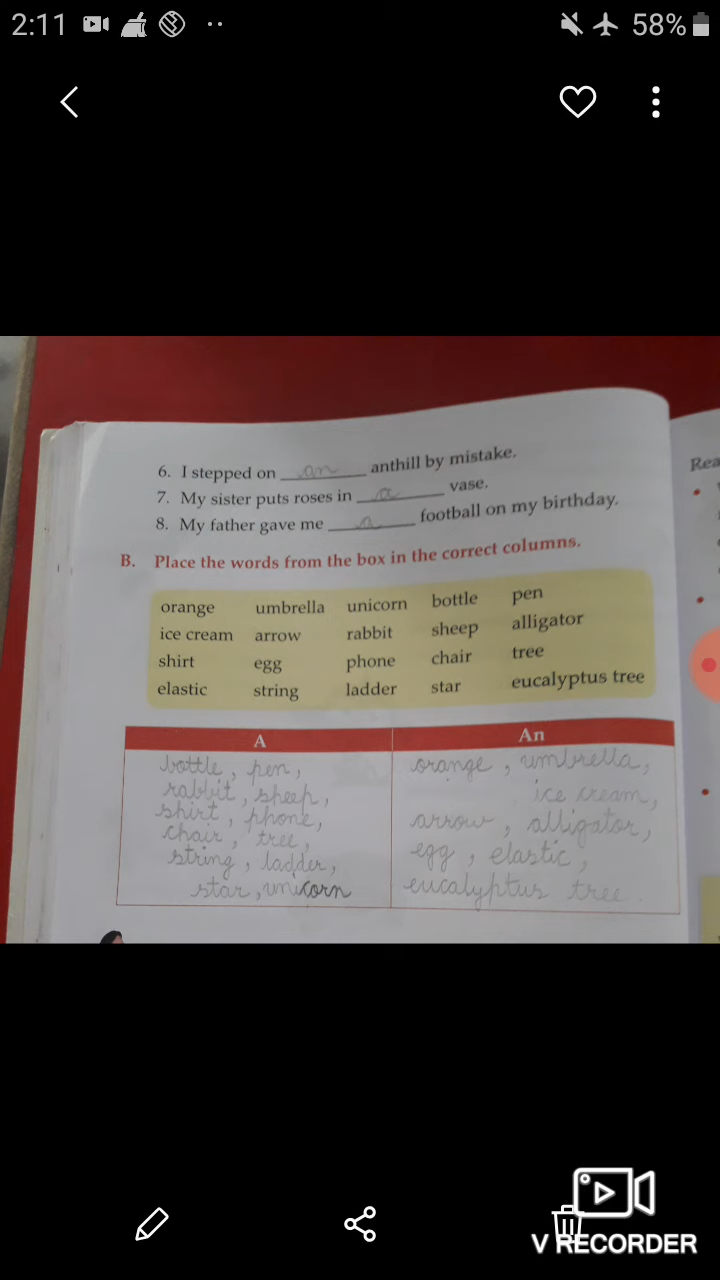 2:11 58%
6. I stepped on an anthill by mistake.
7. My sister puts roses in a vase.
8. My father gave me a football on my birthday.
B. Place the words from the box in the correct columns.
orange umbrella unicorn bottle pen
ice cream arrow rabbit sheep alligator
shirt egg phone chair tree
elastic string ladder star eucalyptus tree
A An
bottle, pen, orange, umbrella,
rabbit, sheep, ice cream,
shirt, phone, arrow, alligator,
chair, tree, egg, elastic,
string, ladder, eucalyptus tree.
star, unicorn
Rea
V RECORDER